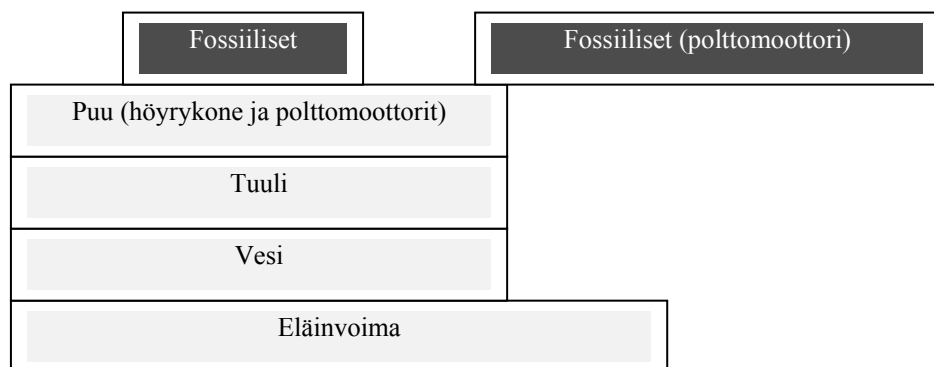 Fossiiliset
Fossiiliset (polttomoottori)
Puu (höyrykone ja polttomoottorit)
Tuuli
Vesi
Eläinvoima